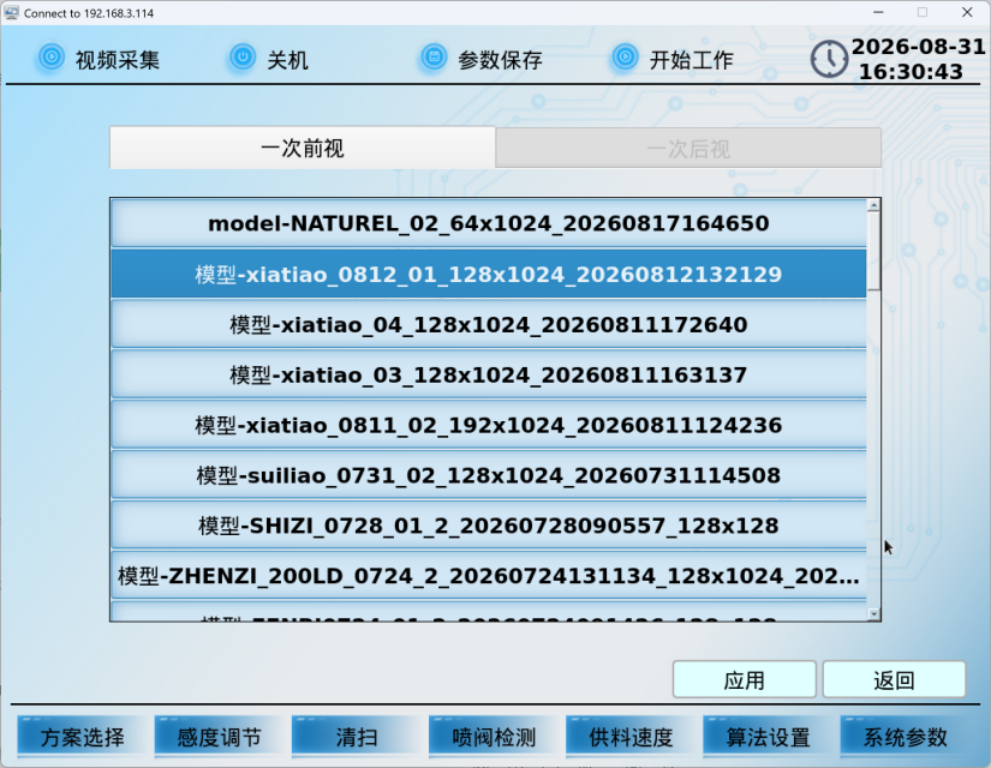 Connect to 192.168.3.114
视频采集 关机 参数保存 开始工作 2026-08-31
16:30:43
一次前视 一次后视
model-NATUREL_02_64x1024_20260817164650
模型-xiatiao_0812_01_128x1024_20260812132129
模型-xiatiao_04_128x1024_20260811172640
模型-xiatiao_03_128x1024_20260811163137
模型-xiatiao_0811_02_192x1024_20260811124236
模型-suiliao_0731_02_128x1024_20260731114508
模型-SHIZI_0728_01_2_20260728090557_128x128
模型-ZHENZI_200LD_0724_2_20260724131134_128x1024_202...
应用 返回
方案选择 感度调节 清扫 喷阀检测 供料速度 算法设置 系统参数